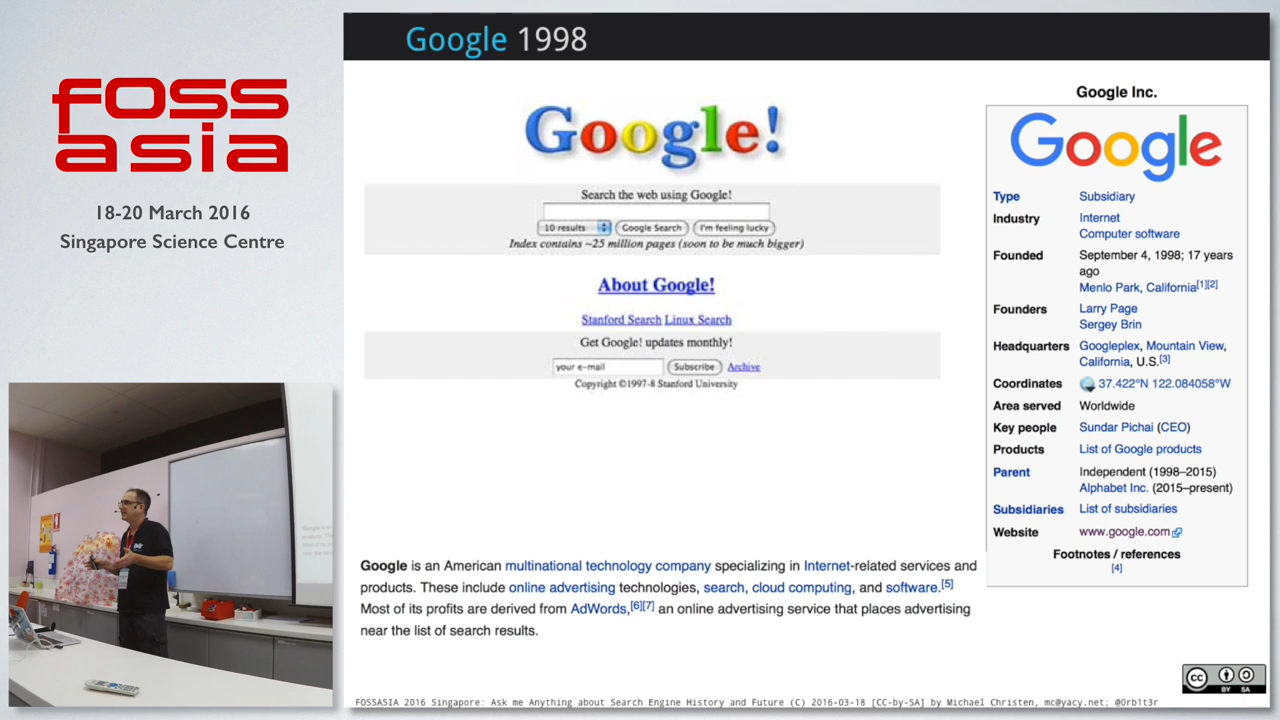 FOSS
asia
18-20 March 2016
Singapore Science Centre
Google 1998
Google!
Search the web using Google!
10 results
Google Search
I'm feeling lucky
Index contains ~25 million pages (soon to be much bigger)
About Google!
Stanford Search Linux Search
Get Google! updates monthly!
your e-mail
Subscribe
Archive
Copyright ©1997-8 Stanford University
Google Inc.
Google
Type Subsidiary
Industry Internet
Computer software
Founded September 4, 1998; 17 years
ago
Menlo Park, California[1][2]
Founders Larry Page
Sergey Brin
Headquarters Googleplex, Mountain View,
California, U.S.[3]
Coordinates 37.422°N 122.084058°W
Area served Worldwide
Key people Sundar Pichai (CEO)
Products List of Google products
Parent Independent (1998–2015)
Alphabet Inc. (2015–present)
Subsidiaries List of subsidiaries
Website www.google.com
Footnotes / references
[4]
Google is an American multinational technology company specializing in Internet-related services and
products. These include online advertising technologies, search, cloud computing, and software.[5]
Most of its profits are derived from AdWords,[6][7] an online advertising service that places advertising
near the list of search results.
cc BY SA
FOSSASIA 2016 Singapore: Ask me Anything about Search Engine History and Future (C) 2016-03-18 [CC-by-SA] by Michael Christen, mc@yacy.net; @0rb1t3r